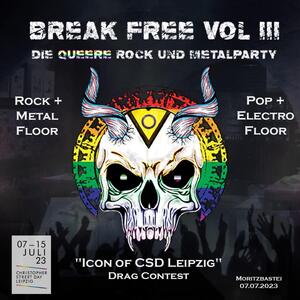 BREAK FREE VOL III
DIE QUEERE ROCK UND METALPARTY
ROCK +
METAL
FLOOR
POP +
ELECTRO
FLOOR
07–15
JULI
23
CHRISTOPHER
STREET DAY
LEIPZIG
"ICON OF CSD LEIPZIG"
DRAG CONTEST
MORITZBASTEI
07.07.2023